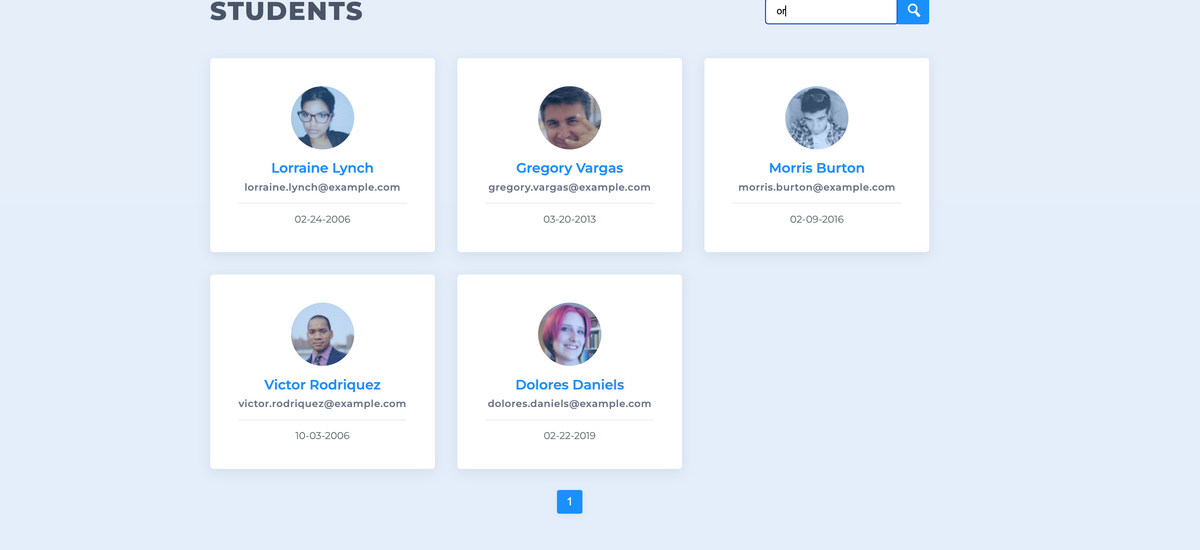 STUDENTS
or
Lorraine Lynch
lorraine.lynch@example.com
02-24-2006
Gregory Vargas
gregory.vargas@example.com
03-20-2013
Morris Burton
morris.burton@example.com
02-09-2016
Victor Rodriquez
victor.rodriquez@example.com
10-03-2006
Dolores Daniels
dolores.daniels@example.com
02-22-2019
1